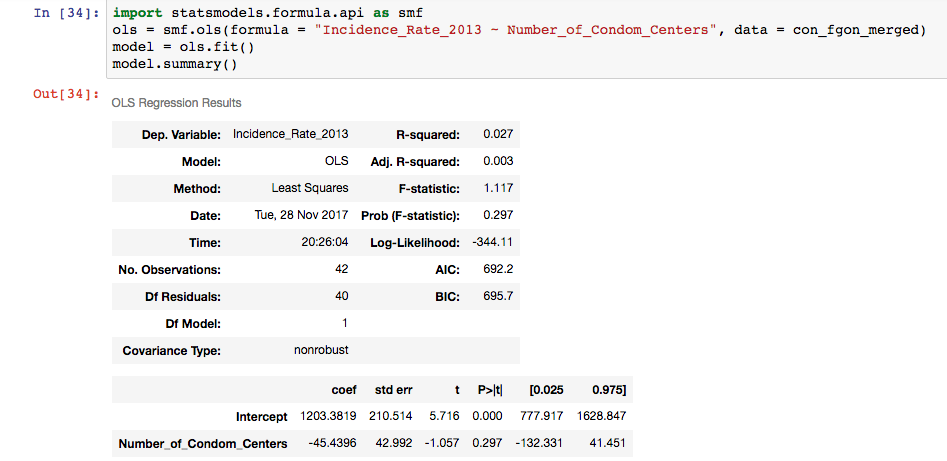 In [34]: import statsmodels.formula.api as smf
ols = smf.ols(formula = "Incidence_Rate_2013 ~ Number_of_Condom_Centers", data = con_fgon_merged)
model = ols.fit()
model.summary()
Out[34]: OLS Regression Results
Dep. Variable: Incidence_Rate_2013 R-squared: 0.027
Model: OLS Adj. R-squared: 0.003
Method: Least Squares F-statistic: 1.117
Date: Tue, 28 Nov 2017 Prob (F-statistic): 0.297
Time: 20:26:04 Log-Likelihood: -344.11
No. Observations: 42 AIC: 692.2
Df Residuals: 40 BIC: 695.7
Df Model: 1
Covariance Type: nonrobust
coef std err t P>|t| [0.025 0.975]
Intercept 1203.3819 210.514 5.716 0.000 777.917 1628.847
Number_of_Condom_Centers -45.4396 42.992 -1.057 0.297 -132.331 41.451